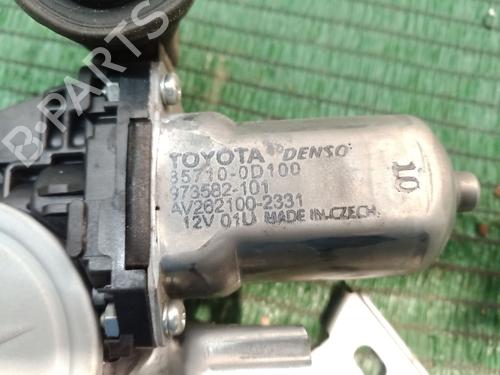 B-PARTS
TOYOTA DENSO
85710-0D100
973582-101
AV262100-2331
12V 01U MADE IN CZECH.
10